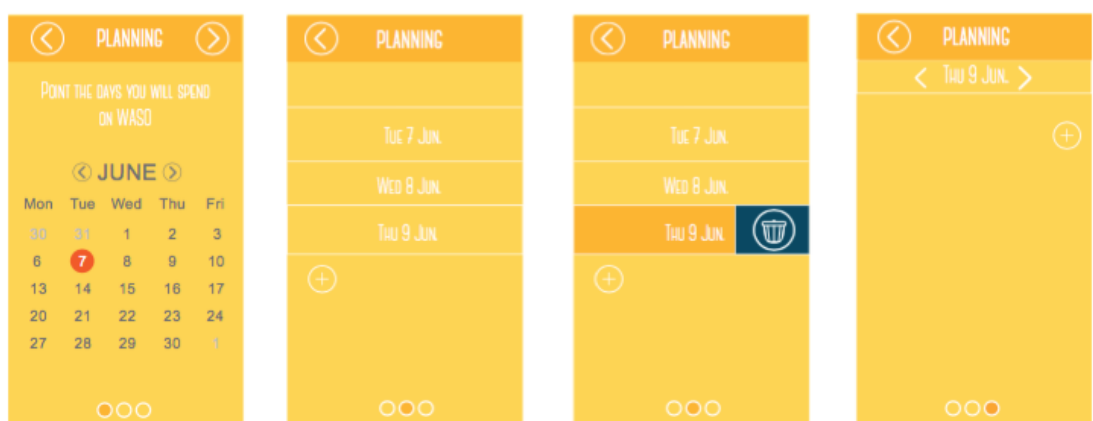 PLANNING
Point the days you will spend
on WASO
JUNE
Mon Tue Wed Thu Fri
30 31 1 2 3
6 7 8 9 10
13 14 15 16 17
20 21 22 23 24
27 28 29 30 1
PLANNING
Tue 7 Jun.
Wed 8 Jun.
Thu 9 Jun.
PLANNING
Tue 7 Jun.
Wed 8 Jun.
Thu 9 Jun.
PLANNING
Thu 9 Jun.